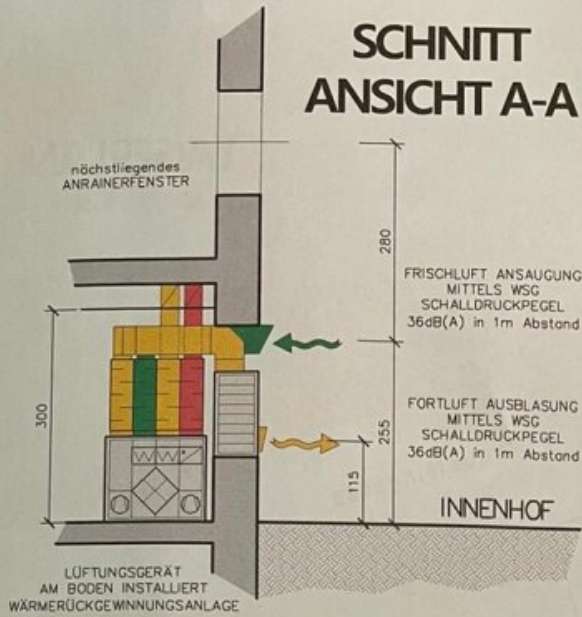 SCHNITT
ANSICHT A-A
nächstliegendes
ANRAINERFENSTER
280
FRISCHLUFT ANSAUGUNG
MITTELS WSG
SCHALLDRUCKPEGEL
36dB(A) in 1m Abstand
300
255
FORTLUFT AUSBLASUNG
MITTELS WSG
SCHALLDRUCKPEGEL
36dB(A) in 1m Abstand
115
INNENHOF
LÜFTUNGSGERÄT
AM BODEN INSTALLIERT
WÄRMERÜCKGEWINNUNGSANLAGE